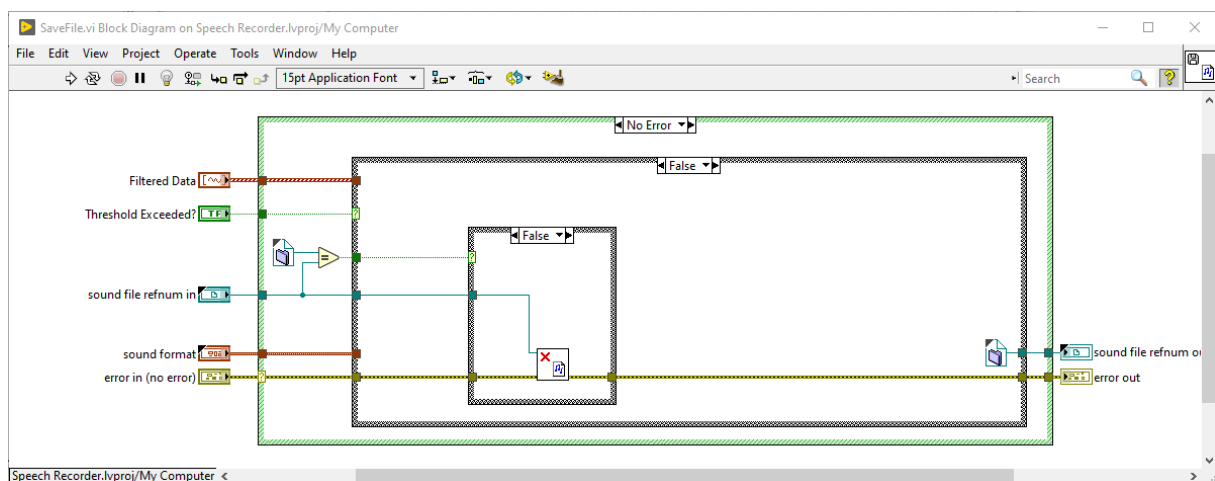 SaveFile.vi Block Diagram on Speech Recorder.lvproj/My Computer
File Edit View Project Operate Tools Window Help
15pt Application Font
Search
No Error
False
Filtered Data
Threshold Exceeded?
TF
False
=
sound file refnum in
sound format
error in (no error)
sound file refnum o
error out
Speech Recorder.lvproj/My Computer